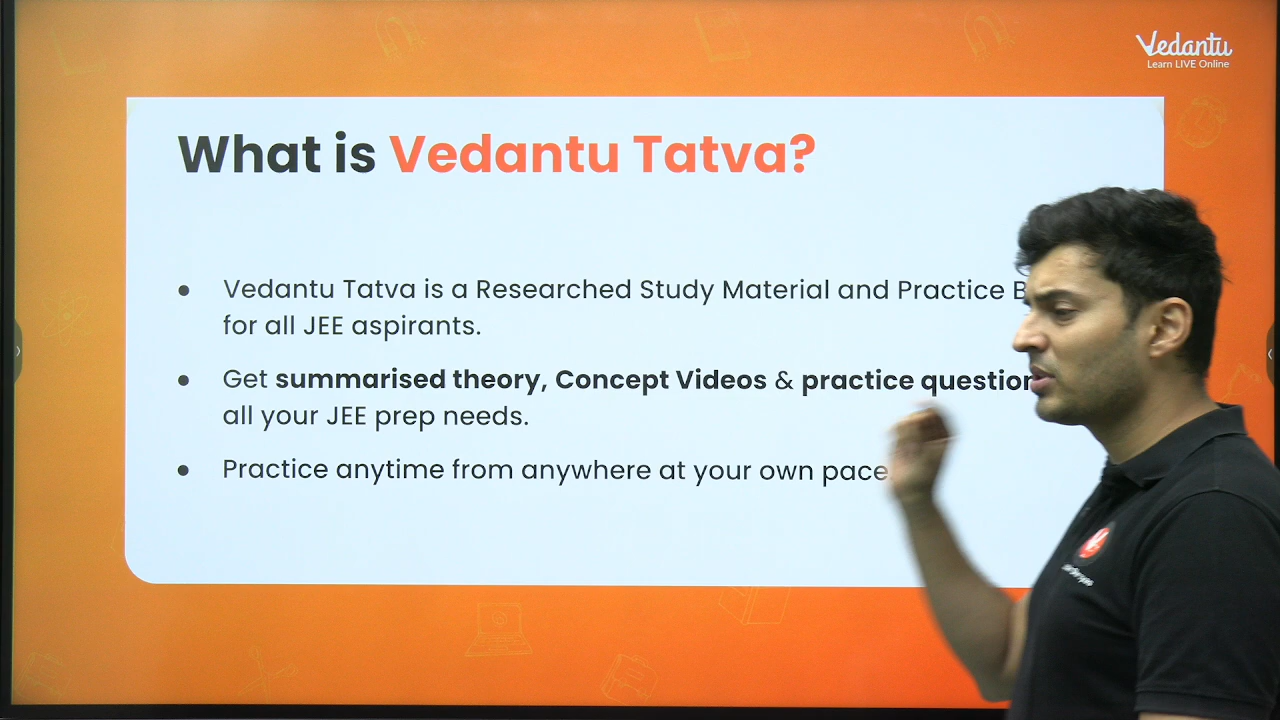 Vedantu
Learn LIVE Online
What is Vedantu Tatva?
• Vedantu Tatva is a Researched Study Material and Practice
for all JEE aspirants.
• Get summarised theory, Concept Videos & practice question
all your JEE prep needs.
• Practice anytime from anywhere at your own pace